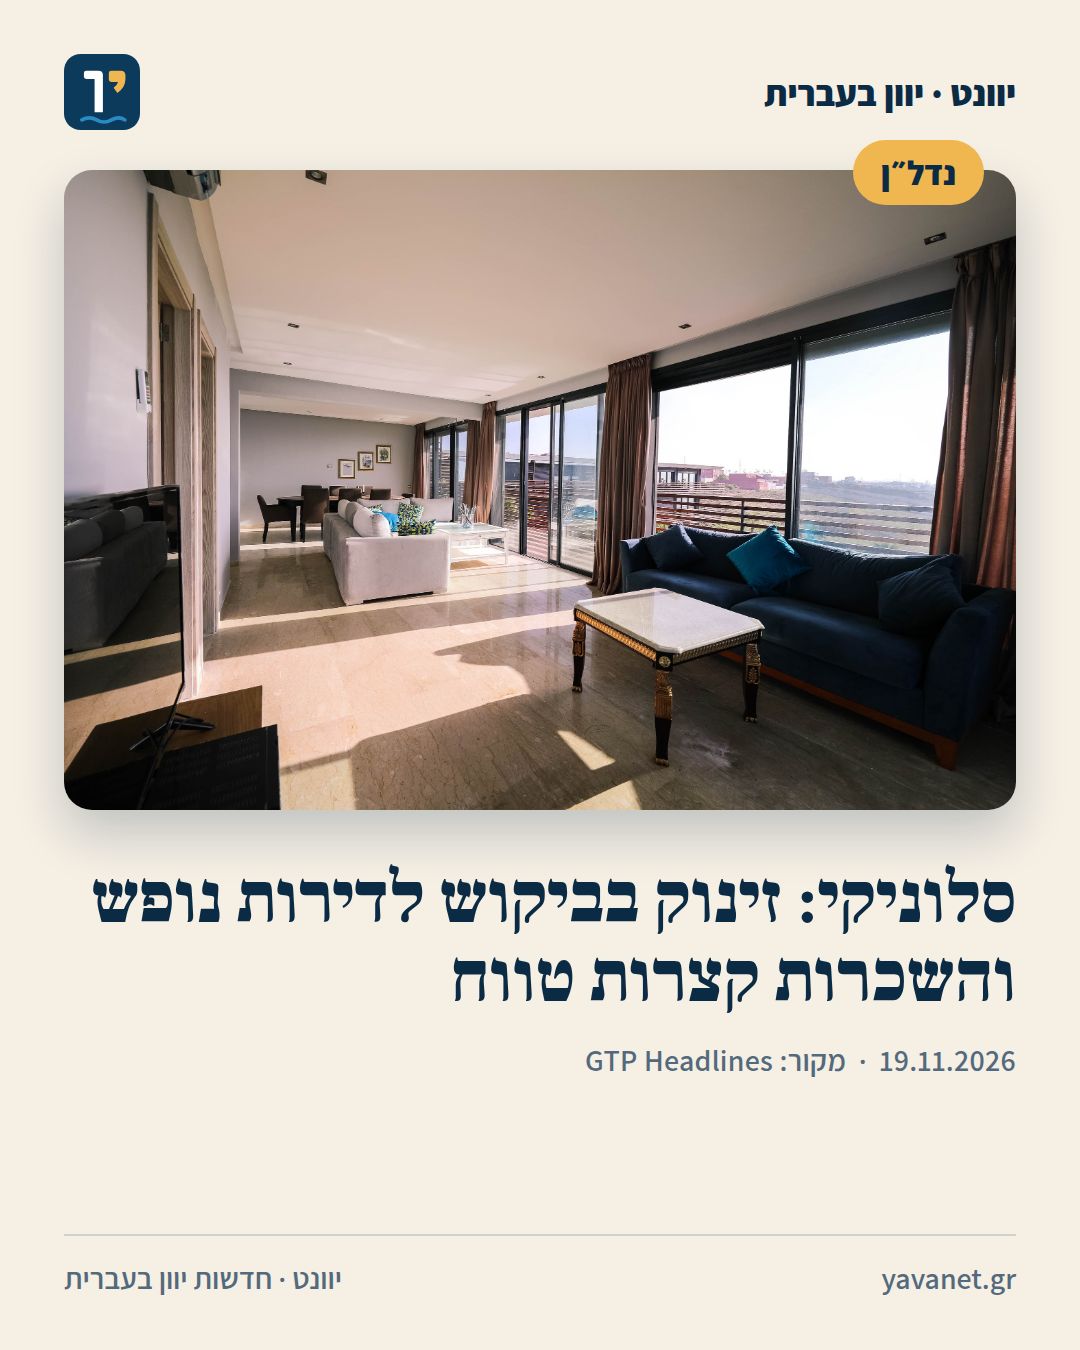 יוונט · יוון בעברית
יו
נדל״ן
סלוניקי: זינוק בביקוש לדירות נופש
והשכרות קצרות טווח
19.11.2026 · מקור: GTP Headlines
yavanet.gr
יוונט · חדשות יוון בעברית